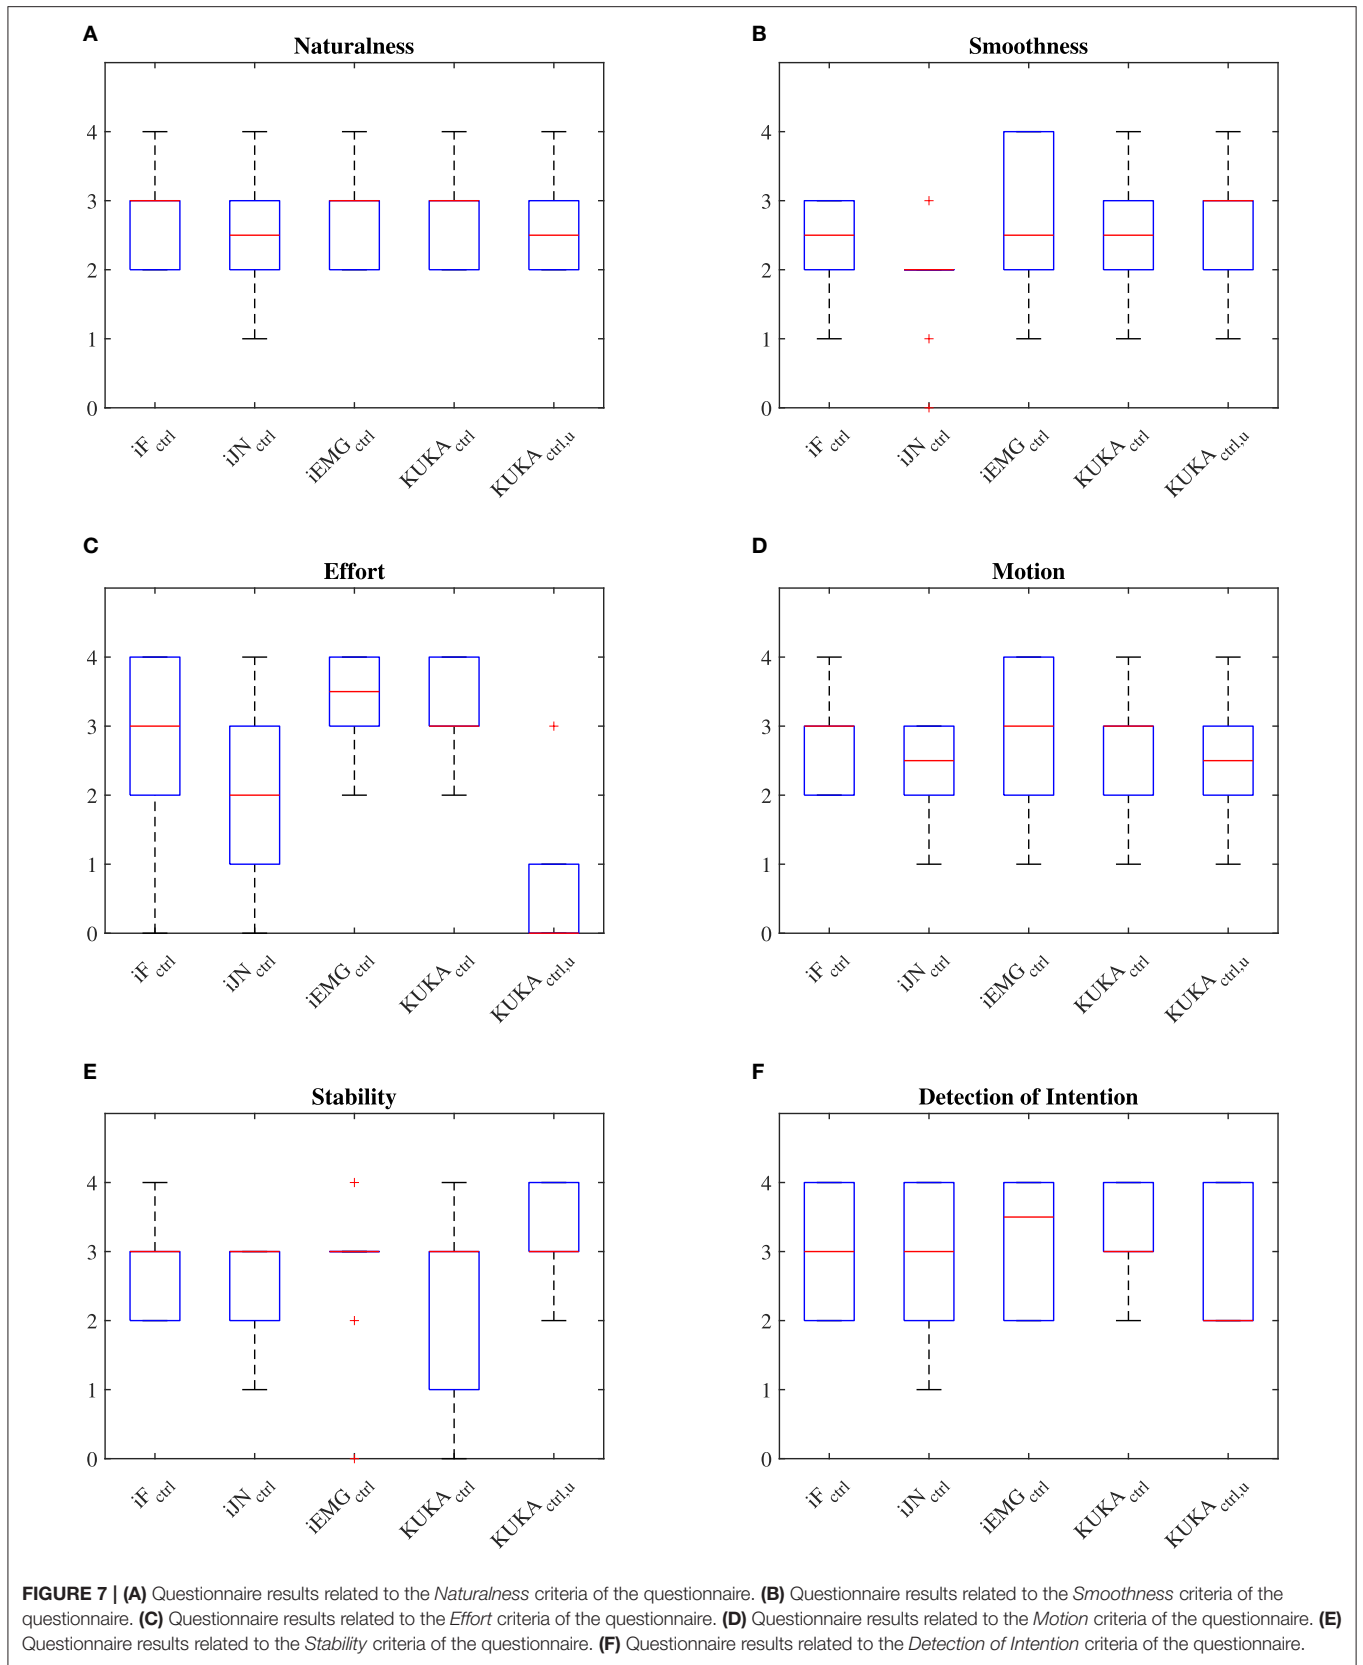 A
Naturalness
4
3
2
1
0
iF ctrl
iJN ctrl
iEMG ctrl
KUKA ctrl
KUKA ctrl,u
B
Smoothness
4
3
2
1
0
iF ctrl
iJN ctrl
iEMG ctrl
KUKA ctrl
KUKA ctrl,u
C
Effort
4
3
2
1
0
iF ctrl
iJN ctrl
iEMG ctrl
KUKA ctrl
KUKA ctrl,u
D
Motion
4
3
2
1
0
iF ctrl
iJN ctrl
iEMG ctrl
KUKA ctrl
KUKA ctrl,u
E
Stability
4
3
2
1
0
iF ctrl
iJN ctrl
iEMG ctrl
KUKA ctrl
KUKA ctrl,u
F
Detection of Intention
4
3
2
1
0
iF ctrl
iJN ctrl
iEMG ctrl
KUKA ctrl
KUKA ctrl,u
FIGURE 7 | (A) Questionnaire results related to the Naturalness criteria of the questionnaire. (B) Questionnaire results related to the Smoothness criteria of the
questionnaire. (C) Questionnaire results related to the Effort criteria of the questionnaire. (D) Questionnaire results related to the Motion criteria of the questionnaire. (E)
Questionnaire results related to the Stability criteria of the questionnaire. (F) Questionnaire results related to the Detection of Intention criteria of the questionnaire.